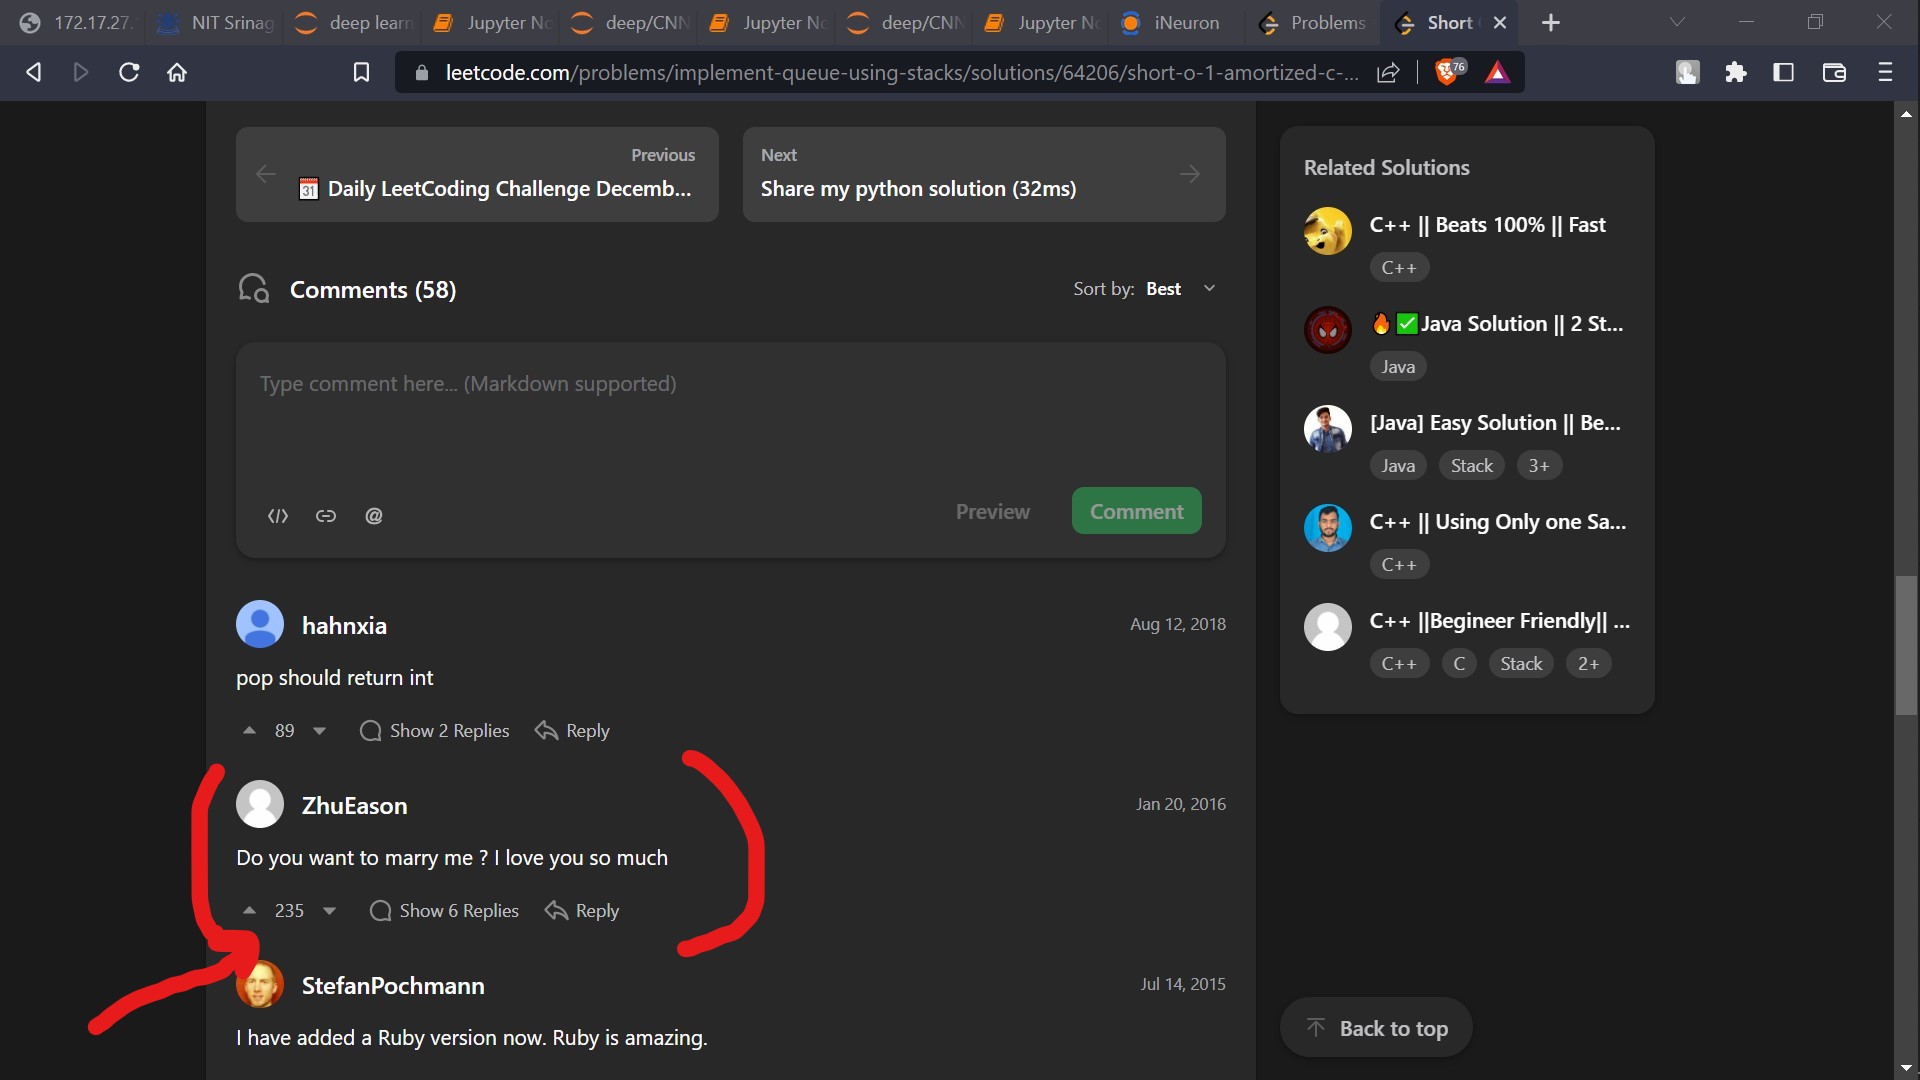 172.17.27.
NIT Srinag
deep learn
Jupyter No
deep/CNN
Jupyter No
deep/CNN
Jupyter No
iNeuron
Problems
Short
leetcode.com/problems/implement-queue-using-stacks/solutions/64206/short-o-1-amortized-c-...
76
Previous
31 Daily LeetCoding Challenge Decemb...
Next
Share my python solution (32ms)
Comments (58)
Sort by: Best
Type comment here... (Markdown supported)
</> @
Preview
Comment
hahnxia
Aug 12, 2018
pop should return int
89 Show 2 Replies Reply
ZhuEason
Jan 20, 2016
Do you want to marry me ? I love you so much
235 Show 6 Replies Reply
StefanPochmann
Jul 14, 2015
I have added a Ruby version now. Ruby is amazing.
Related Solutions
C++ || Beats 100% || Fast
C++
Java Solution || 2 St...
Java
[Java] Easy Solution || Be...
Java Stack 3+
C++ || Using Only one Sa...
C++
C++ ||Begineer Friendly|| ...
C++ C Stack 2+
Back to top